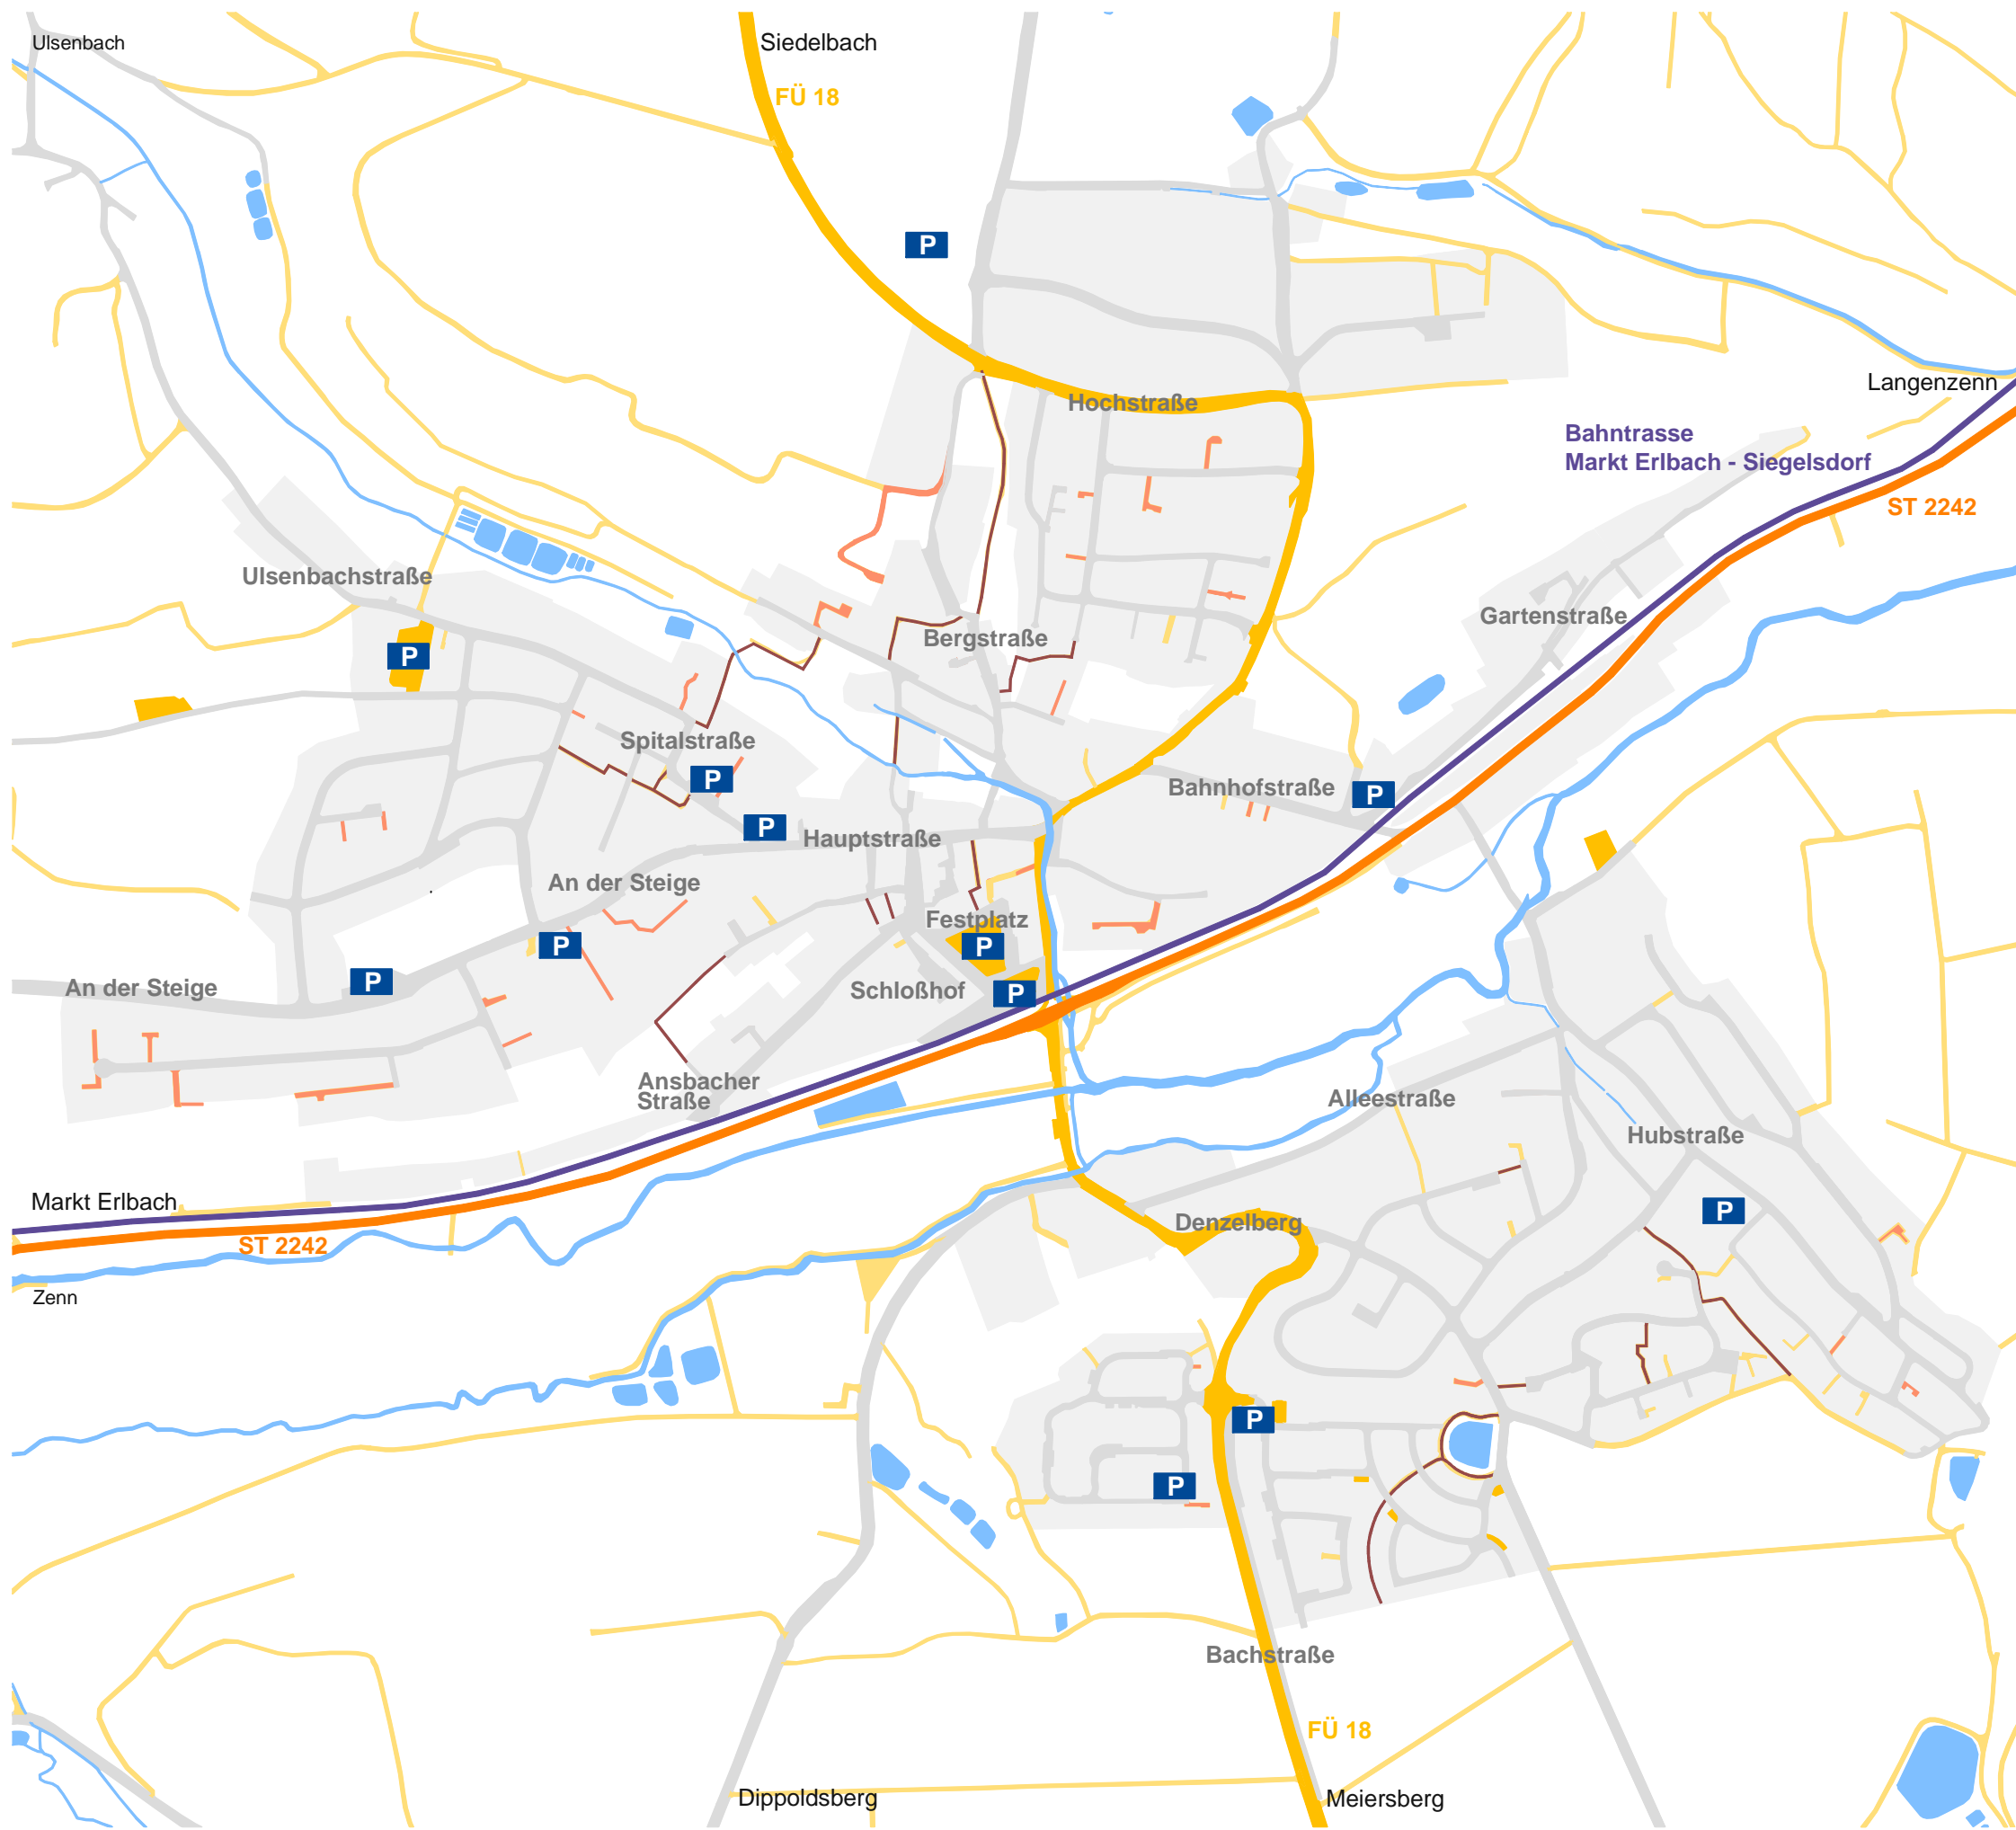 Ulsenbach
Siedelbach
FÜ 18
P
Langenzenn
Hochstraße
Bahntrasse
Markt Erlbach - Siegelsdorf
ST 2242
Ulsenbachstraße
Gartenstraße
Bergstraße
P
Spitalstraße
P
Bahnhofstraße
P
P
Hauptstraße
An der Steige
Festplatz
P
P
P
An der Steige
Schloßhof
P
Ansbacher
Straße
Alleestraße
Hubstraße
Markt Erlbach
P
Denzelberg
ST 2242
Zenn
P
P
Bachstraße
FÜ 18
Dippoldsberg
Meiersberg